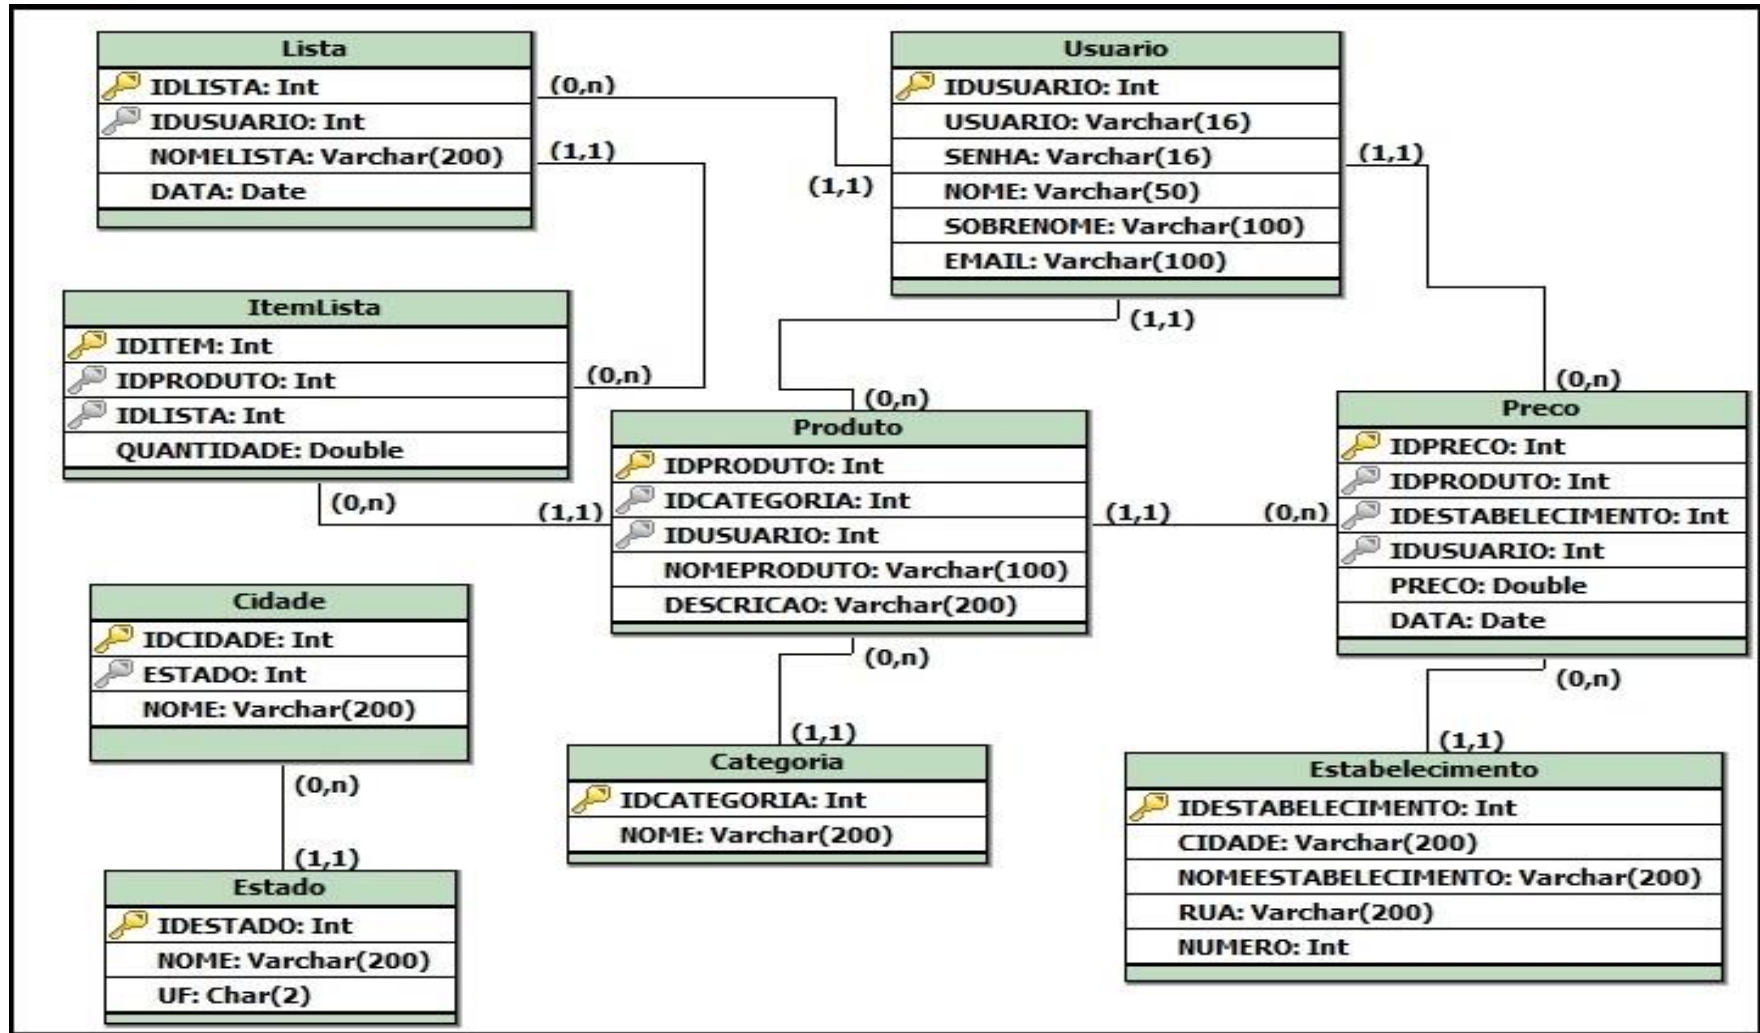 Lista
IDLISTA: Int
IDUSUARIO: Int
NOMELISTA: Varchar(200)
DATA: Date
(0,n)
(1,1)
Usuario
IDUSUARIO: Int
USUARIO: Varchar(16)
SENHA: Varchar(16)
NOME: Varchar(50)
SOBRENOME: Varchar(100)
EMAIL: Varchar(100)
(1,1)
(1,1)
(1,1)
ItemLista
IDITEM: Int
IDPRODUTO: Int
IDLISTA: Int
QUANTIDADE: Double
(0,n)
(0,n)
(1,1)
(0,n)
Produto
IDPRODUTO: Int
IDCATEGORIA: Int
IDUSUARIO: Int
NOMEPRODUTO: Varchar(100)
DESCRICAO: Varchar(200)
(1,1)
(0,n)
(0,n)
(0,n)
Preco
IDPRECO: Int
IDPRODUTO: Int
IDESTABELECIMENTO: Int
IDUSUARIO: Int
PRECO: Double
DATA: Date
(0,n)
Cidade
IDCIDADE: Int
ESTADO: Int
NOME: Varchar(200)
(0,n)
(1,1)
Estado
IDESTADO: Int
NOME: Varchar(200)
UF: Char(2)
(1,1)
Categoria
IDCATEGORIA: Int
NOME: Varchar(200)
(1,1)
Estabelecimento
IDESTABELECIMENTO: Int
CIDADE: Varchar(200)
NOMEESTABELECIMENTO: Varchar(200)
RUA: Varchar(200)
NUMERO: Int